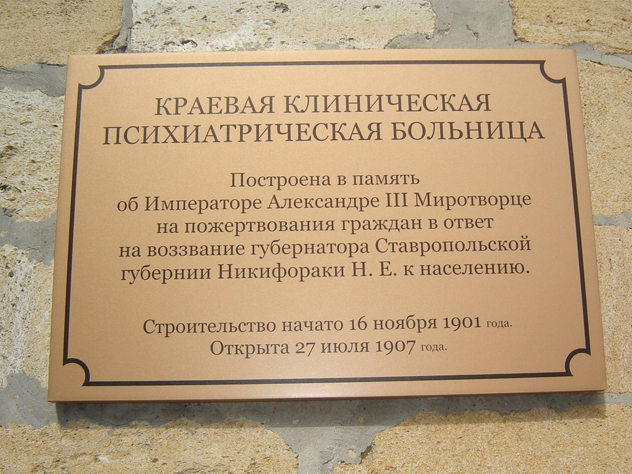 КРАЕВАЯ КЛИНИЧЕСКАЯ
ПСИХИАТРИЧЕСКАЯ БОЛЬНИЦА
Построена в память
об Императоре Александре III Миротворце
на пожертвования граждан в ответ
на воззвание губернатора Ставропольской
губернии Никифораки Н. Е. к населению.
Строительство начато 16 ноября 1901 года.
Открыта 27 июля 1907 года.